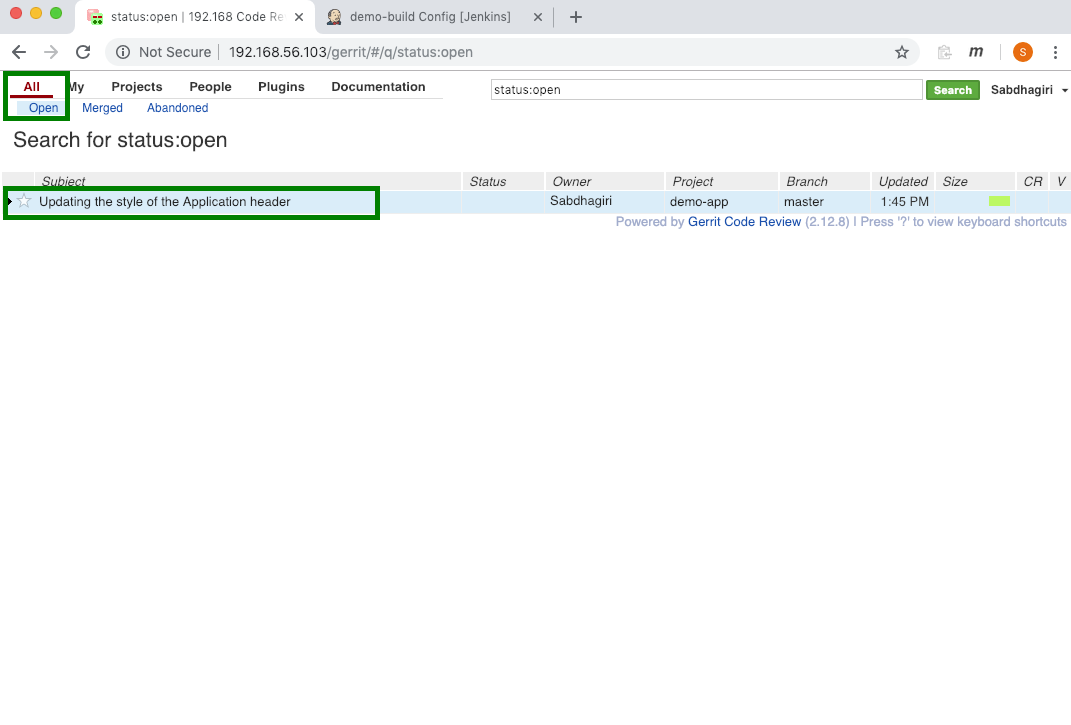 status:open | 192.168 Code Re
demo-build Config [Jenkins]
Not Secure
192.168.56.103/gerrit/#/q/status:open
m
S
All My Projects People Plugins Documentation
status:open
Search
Sabdhagiri
Open Merged Abandoned
Search for status:open
Subject Status Owner Project Branch Updated Size CR V
Updating the style of the Application header Sabdhagiri demo-app master 1:45 PM
Powered by Gerrit Code Review (2.12.8) | Press '?' to view keyboard shortcuts